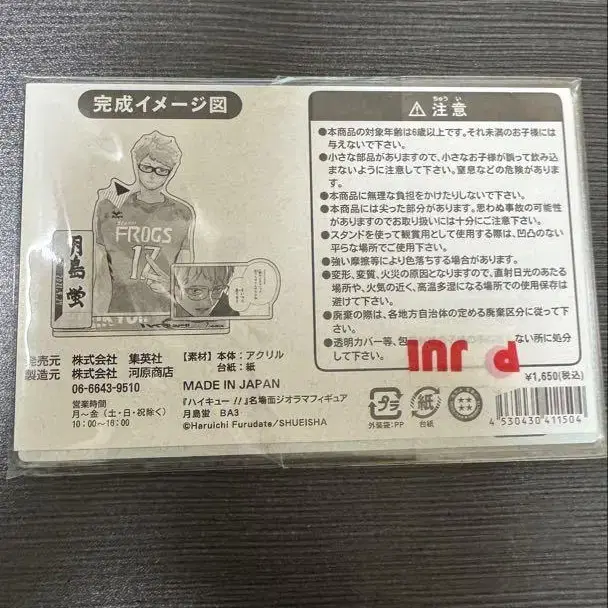 完成イメージ図
FROGS
13
月島 蛍
⚠注意
●本商品の対象年齢は6歳以上です。それ未満のお子様には
与えないで下さい。
●小さな部品がありますので、小さなお子様が誤って飲み込
まないように注意して下さい。窒息などの危険がありま
す。
●本商品に無理な負担をかけたりしないで下さい。
●本商品には尖った部分があります。思わぬ事故の可能性
がありますのでお取り扱いには十分にご注意下さい。
●スタンドを使って観賞用として使用する際は、凹凸のない
平らな場所でご使用下さい。
●強い摩擦等により色落ちする場合があります。
●変形、変質、火災の原因となりますので、直射日光のあたる
場所や、火気の近く、高温多湿になる場所での使用保存は
避けて下さい。
●廃棄の際は、各地方自治体の定める廃棄区分に従って下
さい。
●透明カバー等、包
ない所に処分
して下さい。
発売元 株式会社 集英社
製造元 株式会社 河原商店
06-6643-9510
営業時間
月〜金（土・日・祝除く）
10:00〜16:00
【素材】本体：アクリル
台紙：紙
MADE IN JAPAN
『ハイキュー!!』名場面ジオラマフィギュア
月島蛍 BA3
©Haruichi Furudate/SHUEISHA
プラ
外装袋:PP
紙
台紙
¥1,650(税込)
4 530430 411504